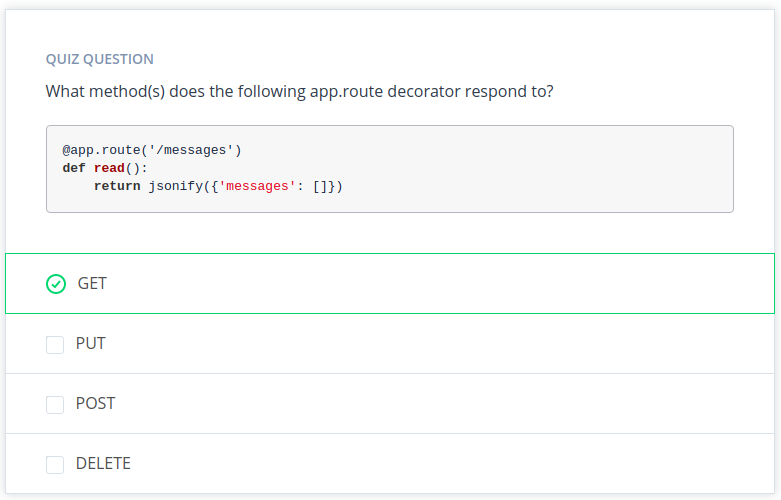 QUIZ QUESTION
What method(s) does the following app.route decorator respond to?
@app.route('/messages')
def read():
    return jsonify({'messages': []})
GET
PUT
POST
DELETE